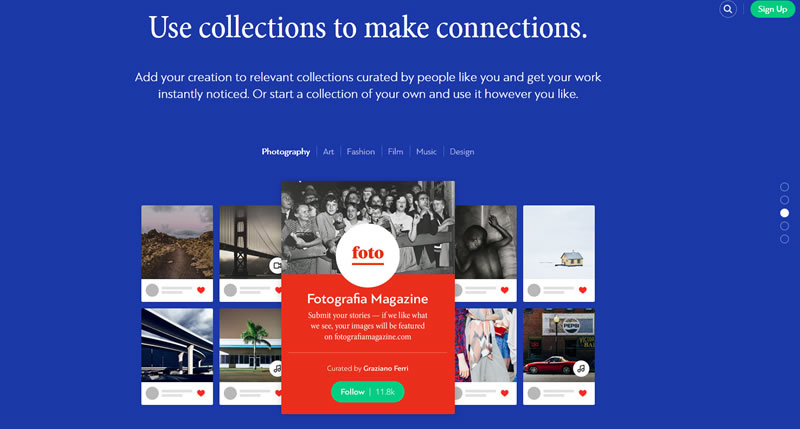 Sign Up
Use collections to make connections.
Add your creation to relevant collections curated by people like you and get your work
instantly noticed. Or start a collection of your own and use it however you like.
Photography | Art | Fashion | Film | Music | Design
foto
PEPSI
Fotografia Magazine
Submit your stories — if we like what
we see, your images will be featured
on fotografiamagazine.com
Curated by Graziano Ferri
Follow | 11.8k